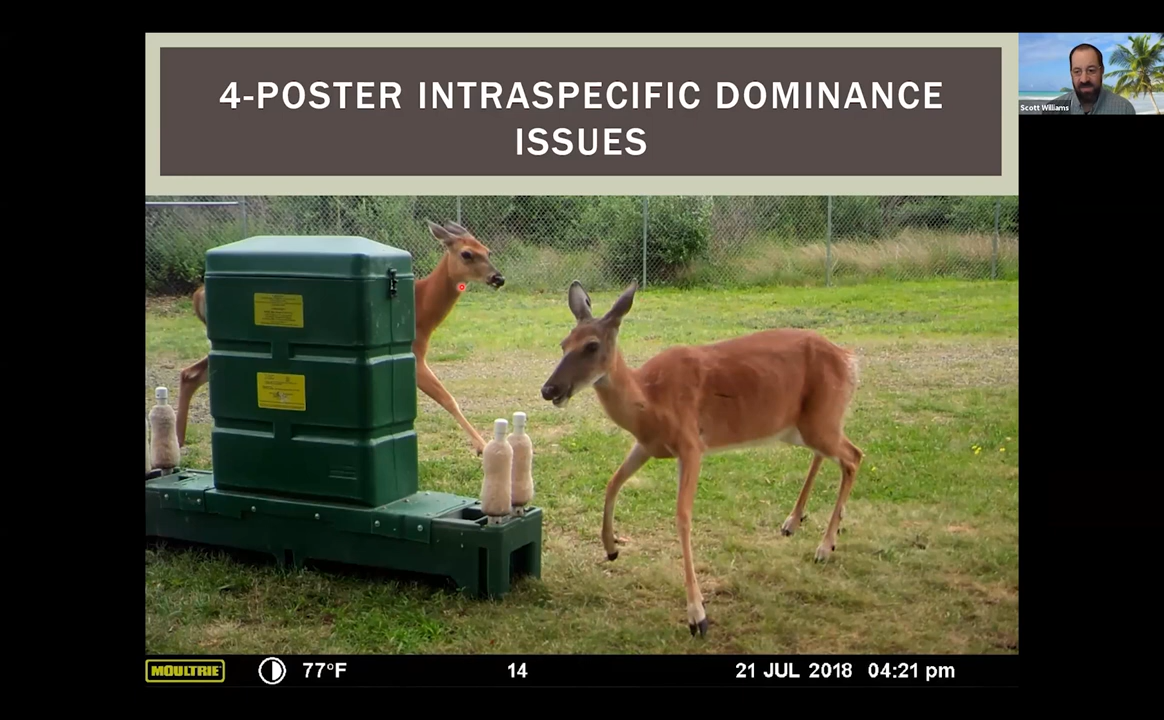 4-POSTER INTRASPECIFIC DOMINANCE
ISSUES
Scott Williams
MOULTRIE
77°F
14
21 JUL 2018 04:21 pm